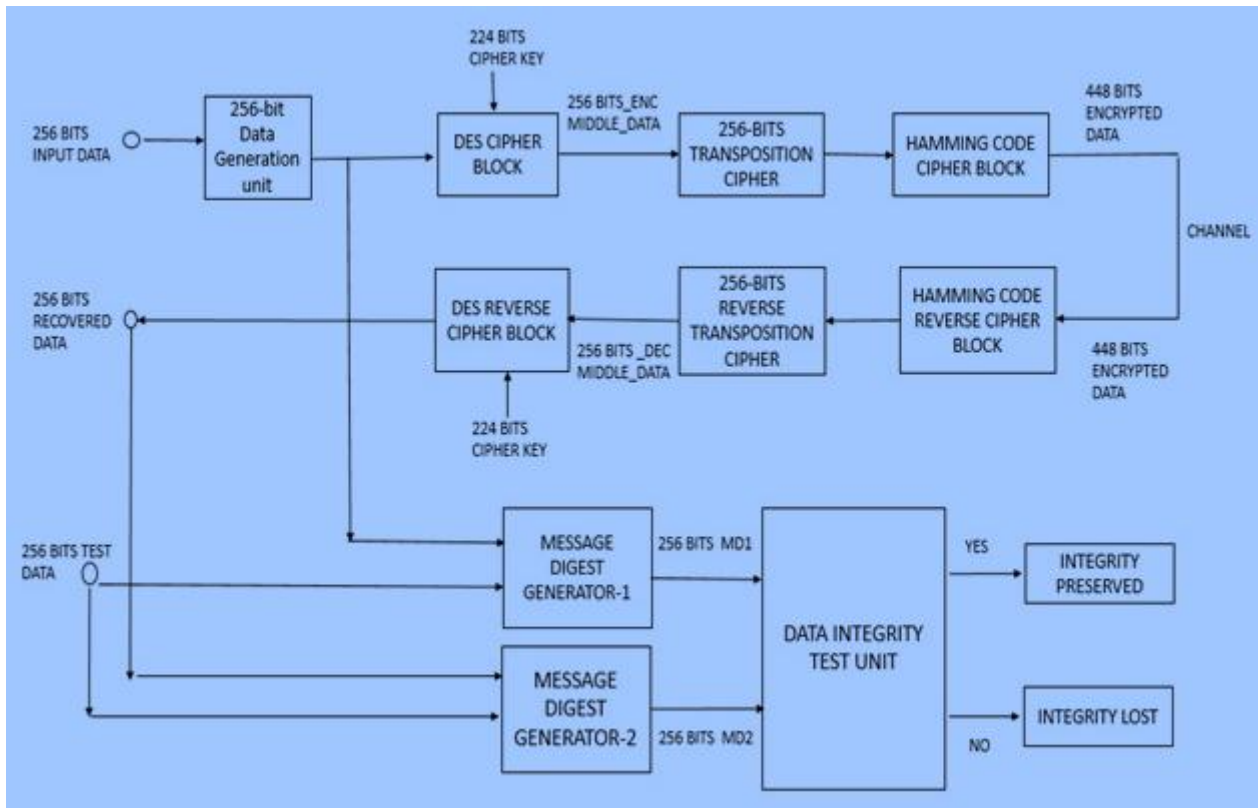 224 BITS
CIPHER KEY
256 BITS
INPUT DATA
256-bit
Data
Generation
unit
DES CIPHER
BLOCK
256 BITS_ENC
MIDDLE_DATA
256-BITS
TRANSPOSITION
CIPHER
HAMMING CODE
CIPHER BLOCK
448 BITS
ENCRYPTED
DATA
CHANNEL
256 BITS
RECOVERED
DATA
DES REVERSE
CIPHER BLOCK
256 BITS _DEC
MIDDLE_DATA
256-BITS
REVERSE
TRANSPOSITION
CIPHER
HAMMING CODE
REVERSE CIPHER
BLOCK
448 BITS
ENCRYPTED
DATA
224 BITS
CIPHER KEY
256 BITS TEST
DATA
MESSAGE
DIGEST
GENERATOR-1
256 BITS MD1
MESSAGE
DIGEST
GENERATOR-2
256 BITS MD2
DATA INTEGRITY
TEST UNIT
YES
INTEGRITY
PRESERVED
INTEGRITY LOST
NO